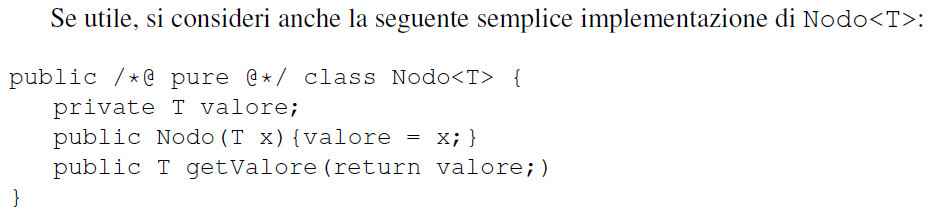 Se utile, si consideri anche la seguente semplice implementazione di Nodo<T>:
public /*@ pure @*/ class Nodo<T> {
private T valore;
public Nodo(T x){valore = x;}
public T getValore(return valore;)
}